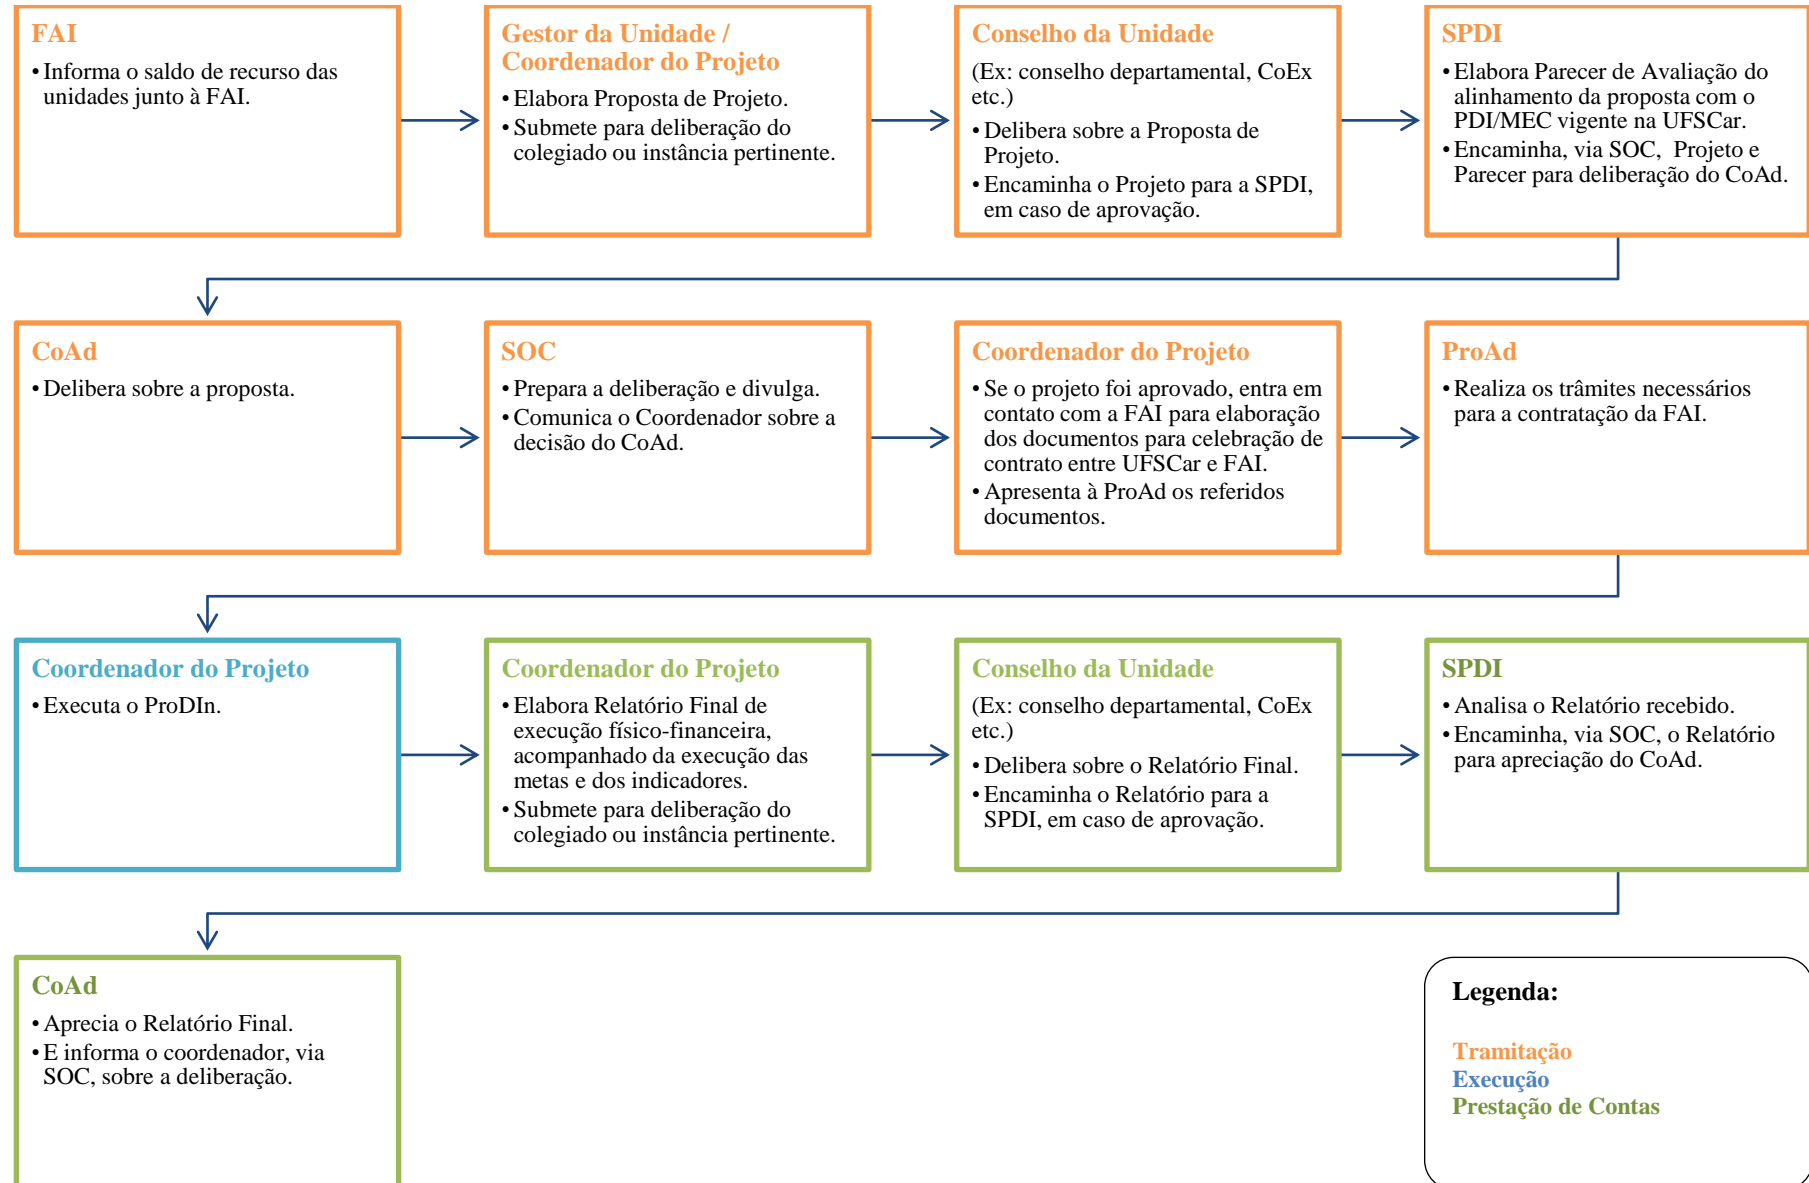 FAI
• Informa o saldo de recurso das
unidades junto à FAI.
Gestor da Unidade /
Coordenador do Projeto
• Elabora Proposta de Projeto.
• Submete para deliberação do
colegiado ou instância pertinente.
Conselho da Unidade
(Ex: conselho departamental, CoEx
etc.)
• Delibera sobre a Proposta de
Projeto.
• Encaminha o Projeto para a SPDI,
em caso de aprovação.
SPDI
• Elabora Parecer de Avaliação do
alinhamento da proposta com o
PDI/MEC vigente na UFSCar.
• Encaminha, via SOC, Projeto e
Parecer para deliberação do CoAd.
CoAd
• Delibera sobre a proposta.
SOC
• Prepara a deliberação e divulga.
• Comunica o Coordenador sobre a
decisão do CoAd.
Coordenador do Projeto
• Se o projeto foi aprovado, entra em
contato com a FAI para elaboração
dos documentos para celebração de
contrato entre UFSCar e FAI.
• Apresenta à ProAd os referidos
documentos.
ProAd
• Realiza os trâmites necessários
para a contratação da FAI.
Coordenador do Projeto
• Executa o ProDIn.
Coordenador do Projeto
• Elabora Relatório Final de
execução físico-financeira,
acompanhado da execução das
metas e dos indicadores.
• Submete para deliberação do
colegiado ou instância pertinente.
Conselho da Unidade
(Ex: conselho departamental, CoEx
etc.)
• Delibera sobre o Relatório Final.
• Encaminha o Relatório para a
SPDI, em caso de aprovação.
SPDI
• Analisa o Relatório recebido.
• Encaminha, via SOC, o Relatório
para apreciação do CoAd.
CoAd
• Aprecia o Relatório Final.
• E informa o coordenador, via
SOC, sobre a deliberação.
Legenda:
Tramitação
Execução
Prestação de Contas